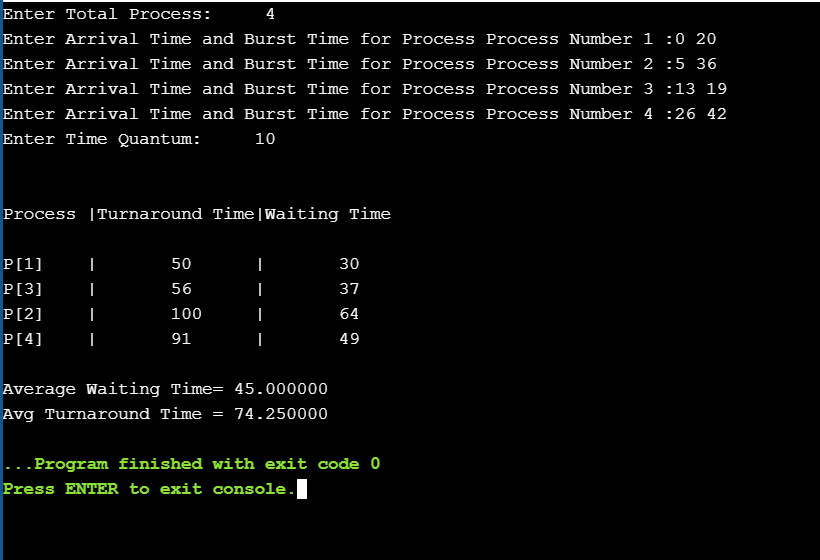 Enter Total Process:     4
Enter Arrival Time and Burst Time for Process Process Number 1 :0 20
Enter Arrival Time and Burst Time for Process Process Number 2 :5 36
Enter Arrival Time and Burst Time for Process Process Number 3 :13 19
Enter Arrival Time and Burst Time for Process Process Number 4 :26 42
Enter Time Quantum:     10
Process |Turnaround Time|Waiting Time
P[1]    |       50      |       30
P[3]    |       56      |       37
P[2]    |       100     |       64
P[4]    |       91      |       49
Average Waiting Time= 45.000000
Avg Turnaround Time = 74.250000
...Program finished with exit code 0
Press ENTER to exit console.